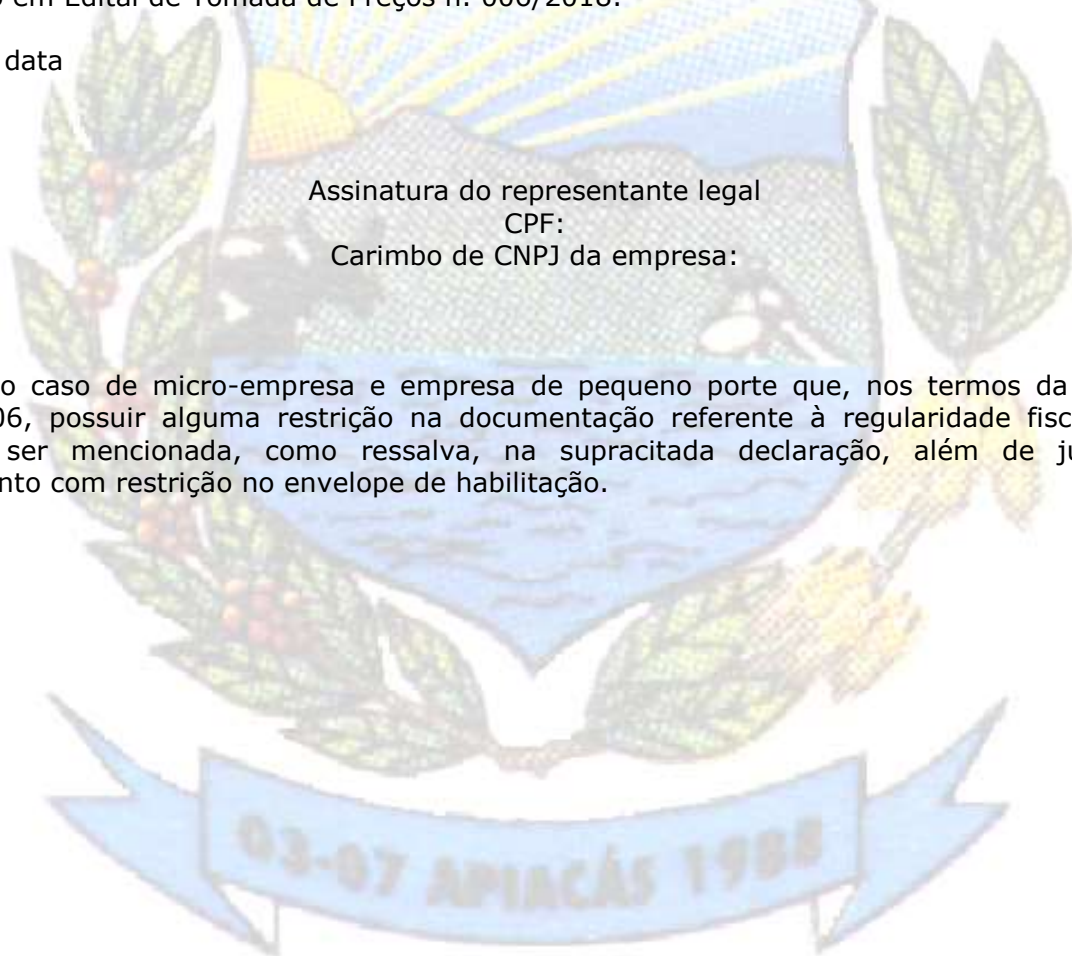 em Edital de Tomada de Preços n. 006/2018.
data
Assinatura do representante legal
CPF:
Carimbo de CNPJ da empresa:
o caso de micro-empresa e empresa de pequeno porte que, nos termos da
06, possuir alguma restrição na documentação referente à regularidade fisc
ser mencionada, como ressalva, na supracitada declaração, além de ju
nto com restrição no envelope de habilitação.
03-07 APIACÁS 1988